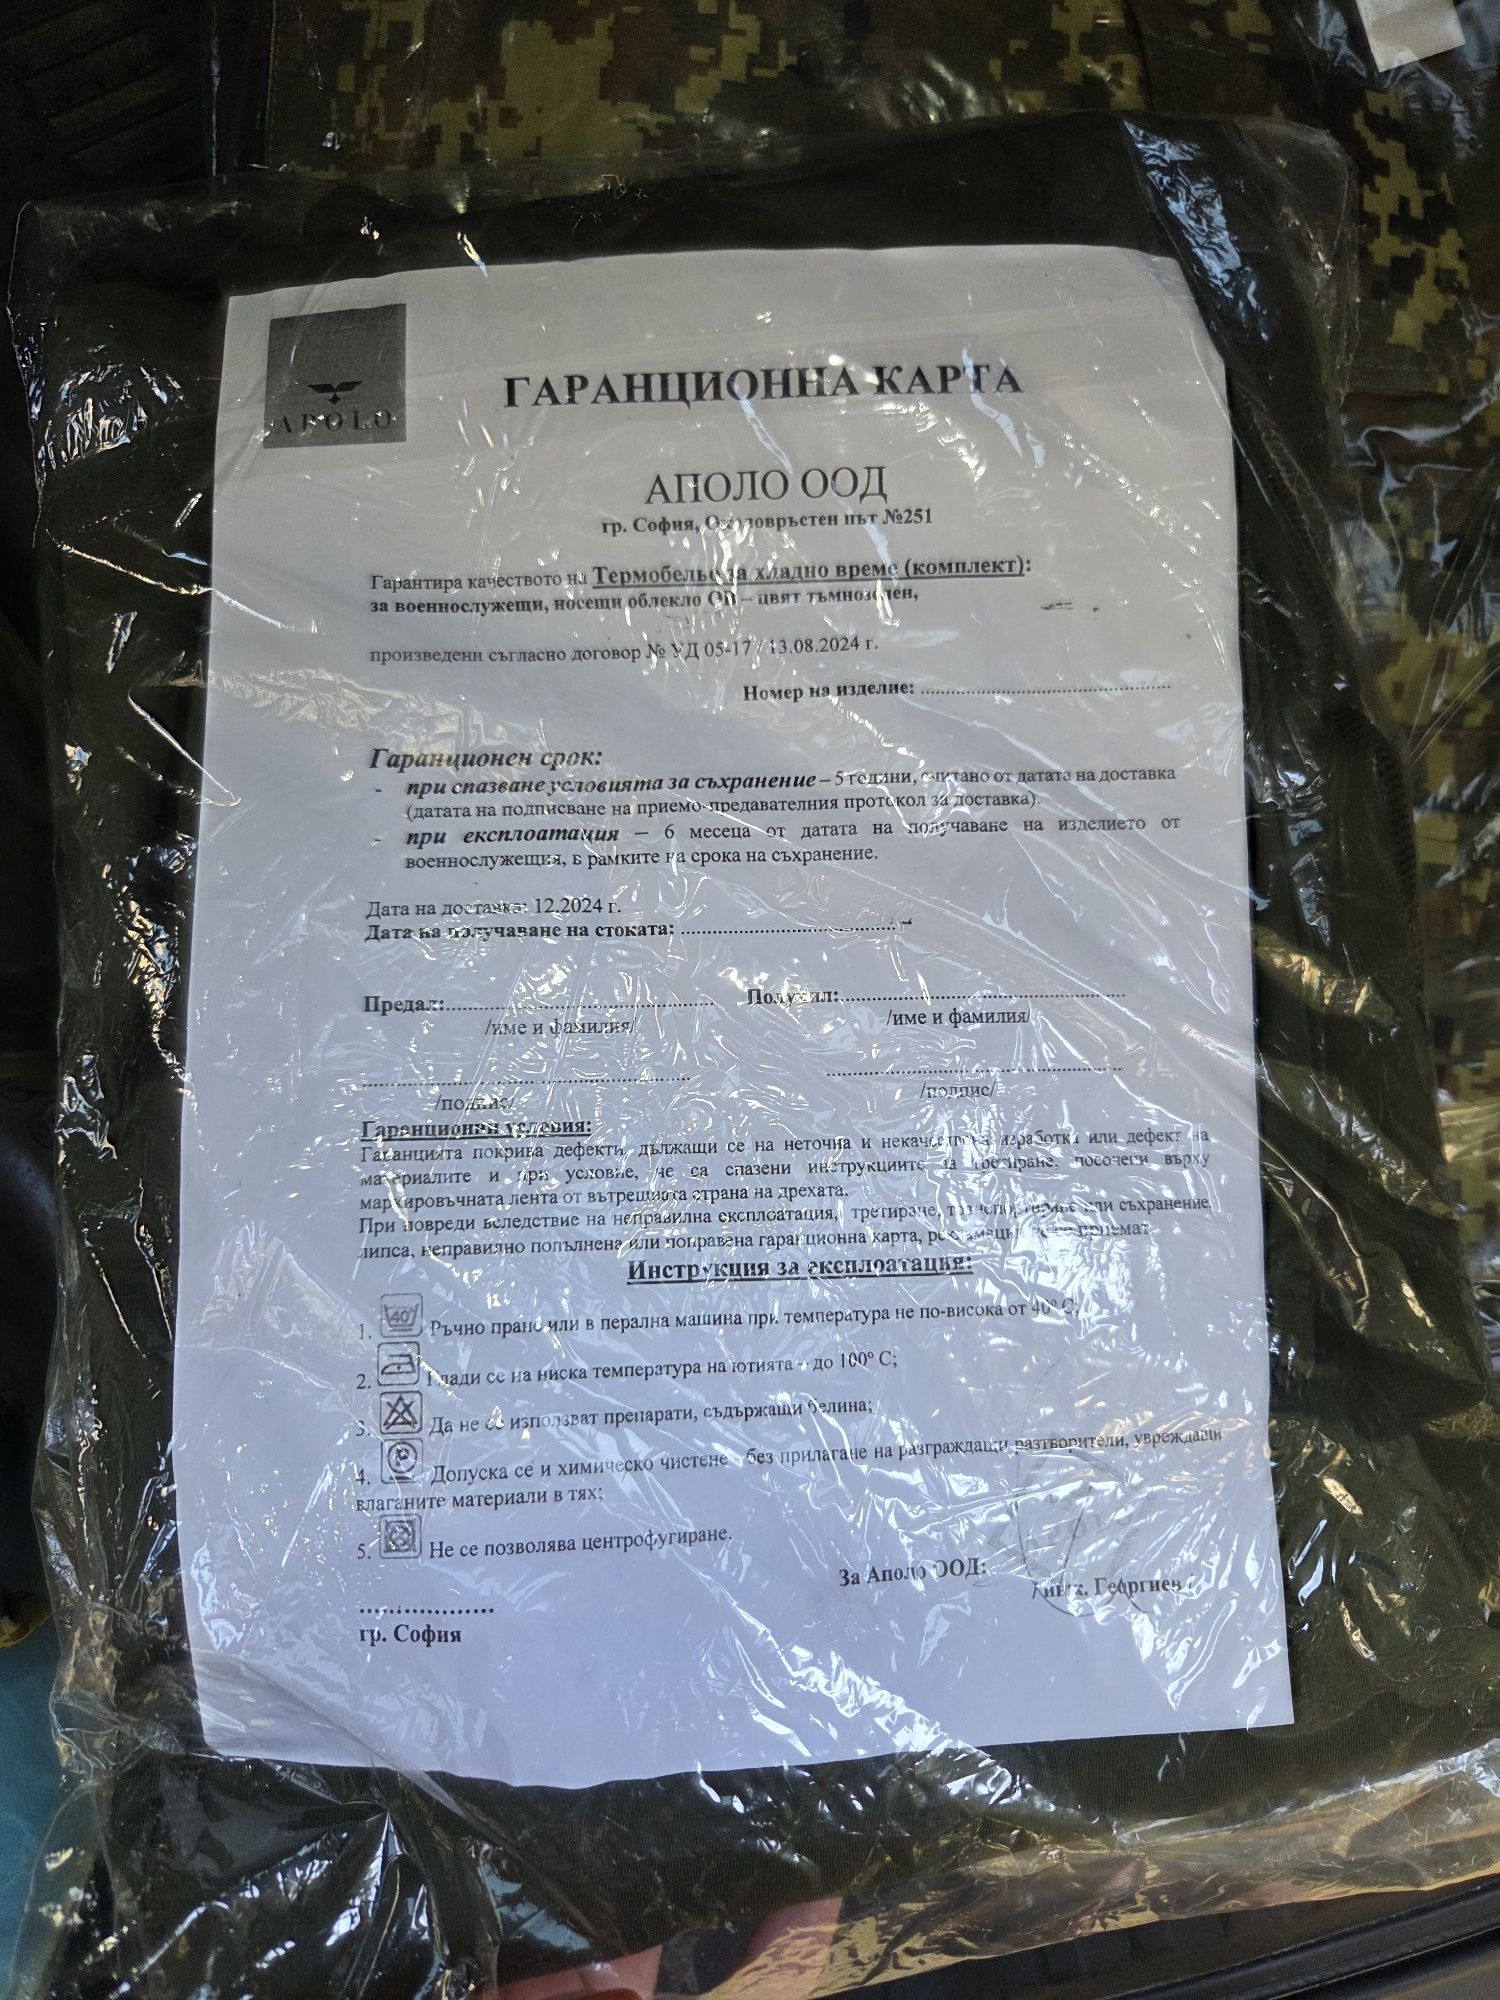 APOLO
ГАРАНЦИОННА КАРТА
АПОЛО ООД
гр. София, Околовръстен път №251
Гарантира качеството на Термобельо за хладно време (комплект):
за военнослужещи, носещи облекло ОП – цвят тъмнозелен,
произведени съгласно договор № УД 05-17 / 13.08.2024 г.
Номер на изделие: ................................................
Гаранционен срок:
- при спазване условията за съхранение – 5 години, считано от датата на доставка
(датата на подписване на приемо-предавателния протокол за доставка).
- при експлоатация – 6 месеца от датата на получаване на изделието от
военнослужещия, в рамките на срока на съхранение.
Дата на доставка: 12.2024 г.
Дата на получаване на стоката: ..........................................
Предал:.................................................... Получил:.......................................................
/име и фамилия/ /име и фамилия/
................................................................ .........................................................
/подпис/ /подпис/
Гаранционни условия:
Гаранцията покрива дефекти, дължащи се на неточна и некачествена изработка или дефект на
материалите и при условие, че са спазени инструкциите за третиране, посочени върху
маркировъчната лента от вътрешната страна на дрехата.
При повреди вследствие на неправилна експлоатация, третиране, транспортиране или съхранение,
липса, неправилно попълнена или поправена гаранционна карта, рекламации не се приемат
Инструкция за експлоатация:
1. 40 Ръчно пране или в перална машина при температура не по-висока от 40º C;
2. Глади се на ниска температура на ютията – до 100º C;
3. Да не се използват препарати, съдържащи белина;
4. P Допуска се и химическо чистене без прилагане на разграждащи разтворители, увреждащи
влаганите материали в тях;
5. Не се позволява центрофугиране.
За Аполо ООД:
/инж. Георгиев/
..................
гр. София